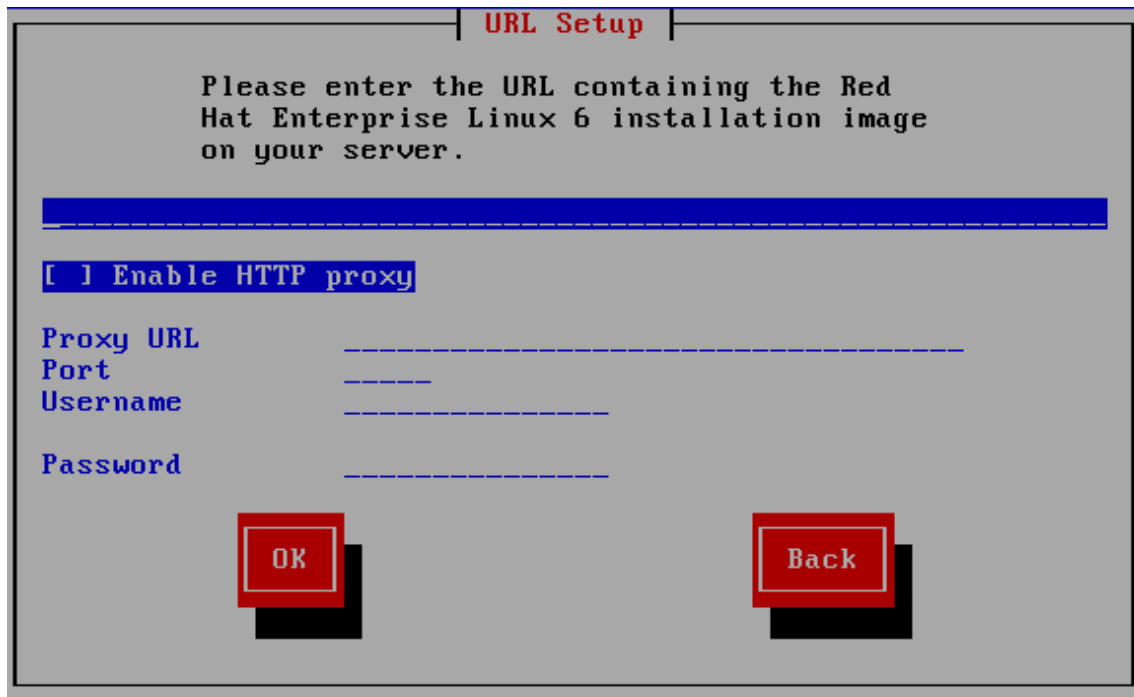 URL Setup
Please enter the URL containing the Red
Hat Enterprise Linux 6 installation image
on your server.
[ ] Enable HTTP proxy
Proxy URL
Port
Username
Password
OK
Back